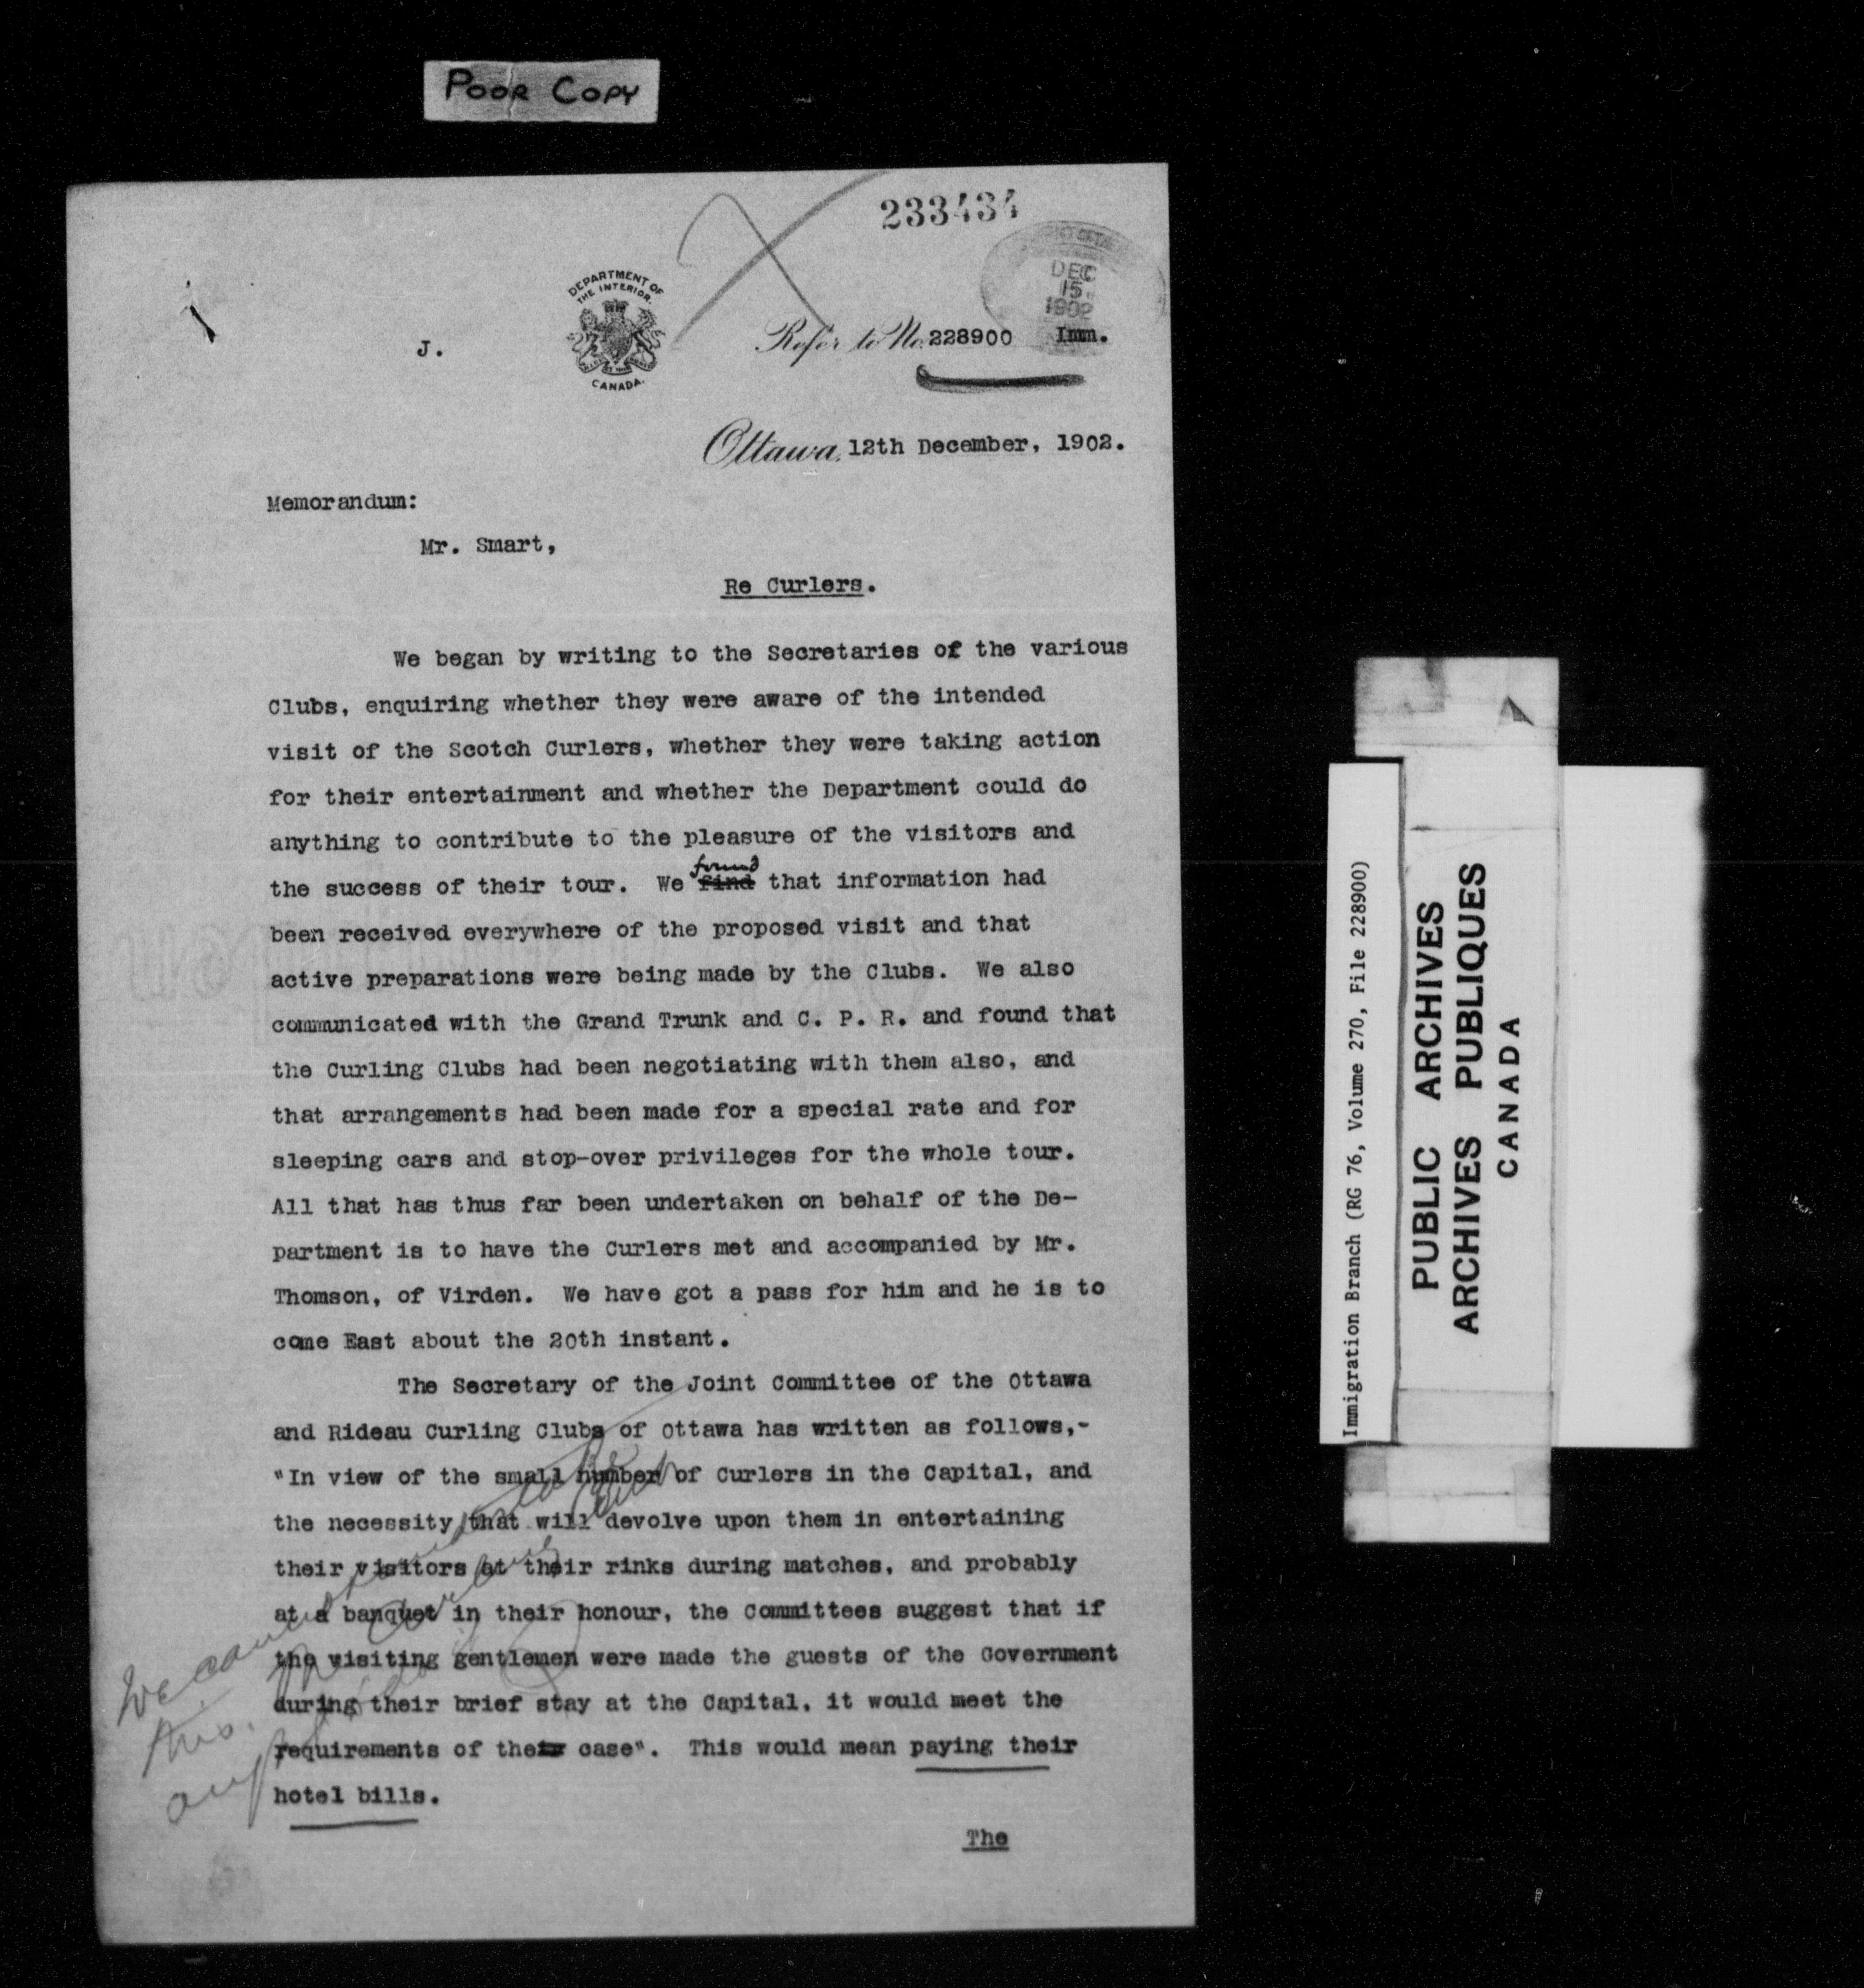 POOR COPY
233434
DEPARTMENT OF
THE INTERIOR.
CANADA.
DEC
15
1902
J.
Refer to No. 228900 Imm.
Ottawa, 12th December, 1902.
Memorandum:
Mr. Smart,
Re Curlers.
We began by writing to the Secretaries of the various
Clubs, enquiring whether they were aware of the intended
visit of the Scotch Curlers, whether they were taking action
for their entertainment and whether the Department could do
anything to contribute to the pleasure of the visitors and
found
the success of their tour. We find that information had
been received everywhere of the proposed visit and that
active preparations were being made by the Clubs. We also
communicated with the Grand Trunk and C. P. R. and found that
the Curling Clubs had been negotiating with them also, and
that arrangements had been made for a special rate and for
sleeping cars and stop-over privileges for the whole tour.
All that has thus far been undertaken on behalf of the De-
partment is to have the Curlers met and accompanied by Mr.
Thomson, of Virden. We have got a pass for him and he is to
come East about the 20th instant.
The Secretary of the Joint Committee of the Ottawa
and Rideau Curling Clubs of Ottawa has written as follows,-
"In view of the small number of Curlers in the Capital, and
the necessity that will devolve upon them in entertaining
their visitors at their rinks during matches, and probably
at a banquet in their honour, the Committees suggest that if
the visiting gentlemen were made the guests of the Government
during their brief stay at the Capital, it would meet the
requirements of their case". This would mean paying their
hotel bills.
The
We
this.
Immigration Branch (RG 76, Volume 270, File 228900)
PUBLIC ARCHIVES
ARCHIVES PUBLIQUES
CANADA